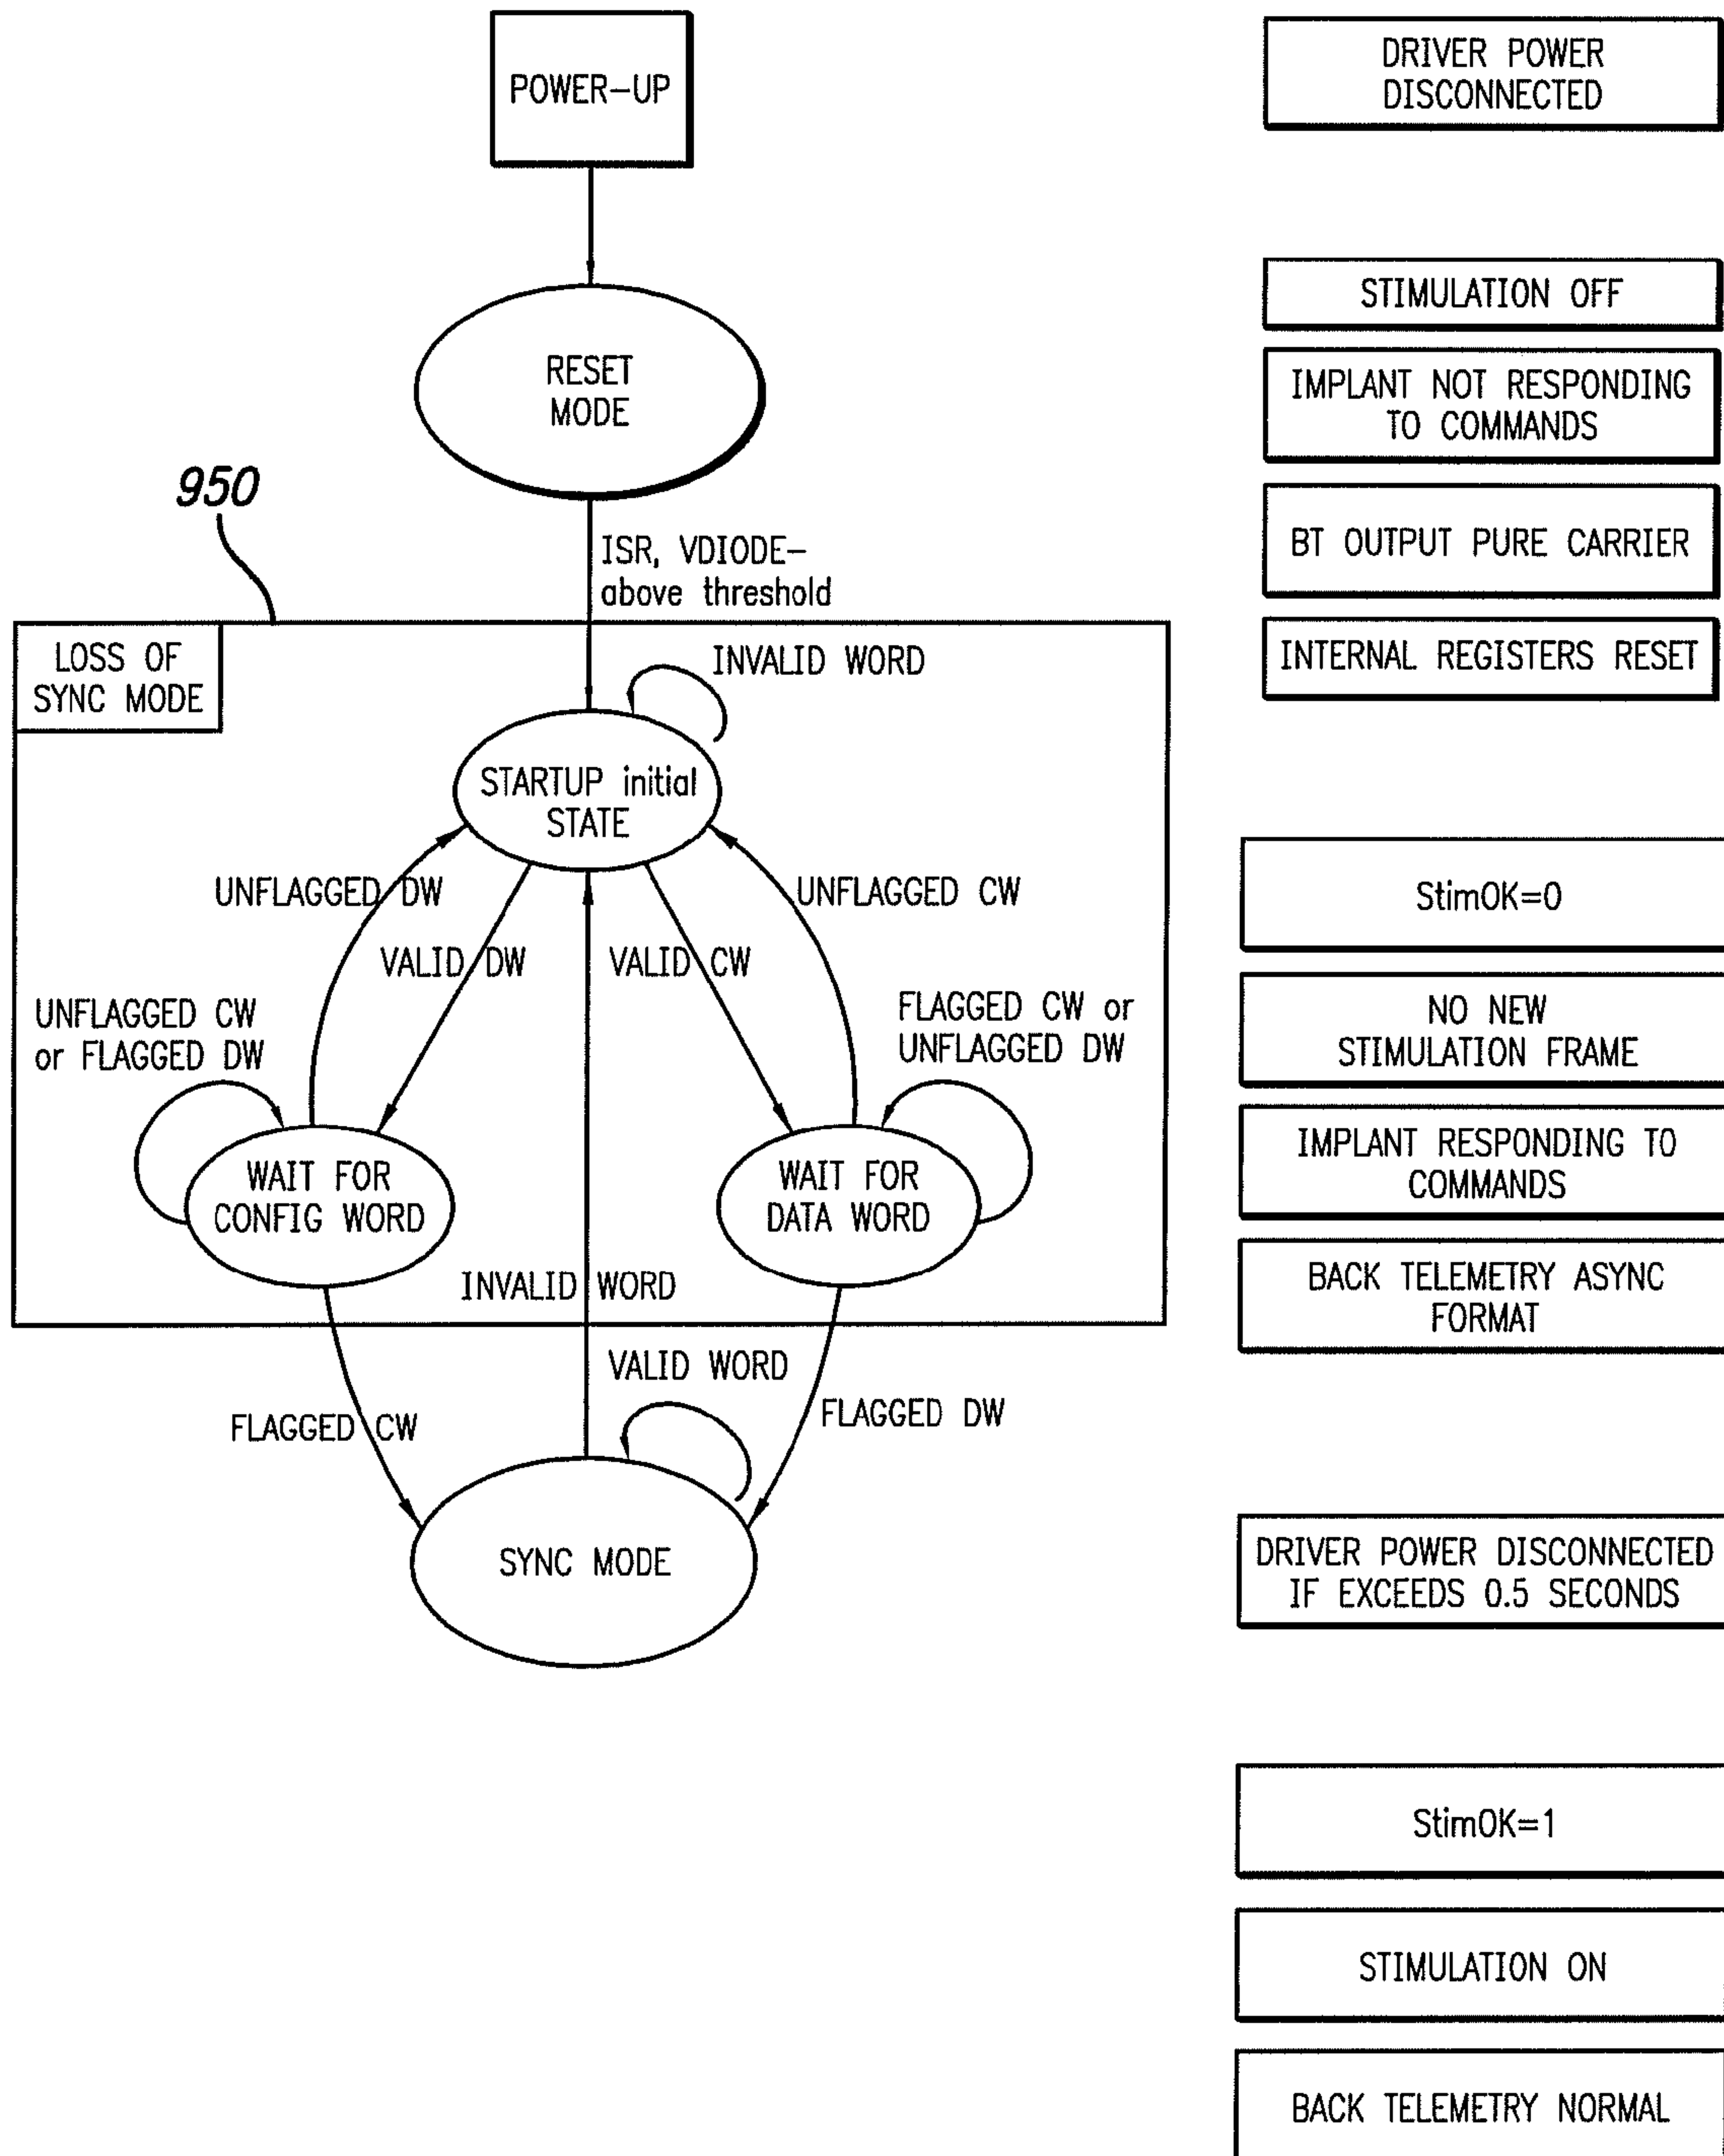 POWER-UP
DRIVER POWER
DISCONNECTED
RESET
MODE
STIMULATION OFF
IMPLANT NOT RESPONDING
TO COMMANDS
BT OUTPUT PURE CARRIER
INTERNAL REGISTERS RESET
950
ISR, VDIODE-
above threshold
LOSS OF
SYNC MODE
INVALID WORD
STARTUP initial
STATE
UNFLAGGED DW
UNFLAGGED CW
VALID DW
VALID CW
UNFLAGGED CW
or FLAGGED DW
FLAGGED CW or
UNFLAGGED DW
WAIT FOR
CONFIG WORD
WAIT FOR
DATA WORD
INVALID WORD
VALID WORD
FLAGGED CW
FLAGGED DW
SYNC MODE
StimOK=0
NO NEW
STIMULATION FRAME
IMPLANT RESPONDING TO
COMMANDS
BACK TELEMETRY ASYNC
FORMAT
DRIVER POWER DISCONNECTED
IF EXCEEDS 0.5 SECONDS
StimOK=1
STIMULATION ON
BACK TELEMETRY NORMAL